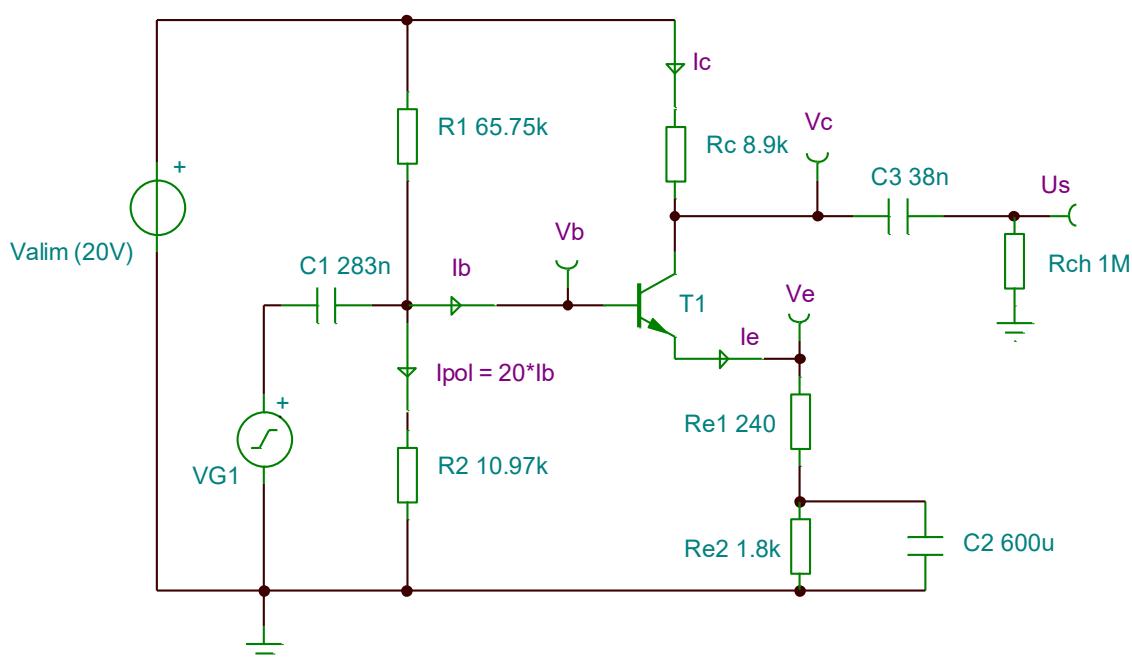 Ic
R1 65.75k
Rc 8.9k
Vc
C3 38n
Us
+
Valim (20V)
C1 283n
Ib
Vb
T1
Rch 1M
Ve
Ie
Ipol = 20*Ib
+
VG1
R2 10.97k
Re1 240
Re2 1.8k
C2 600u